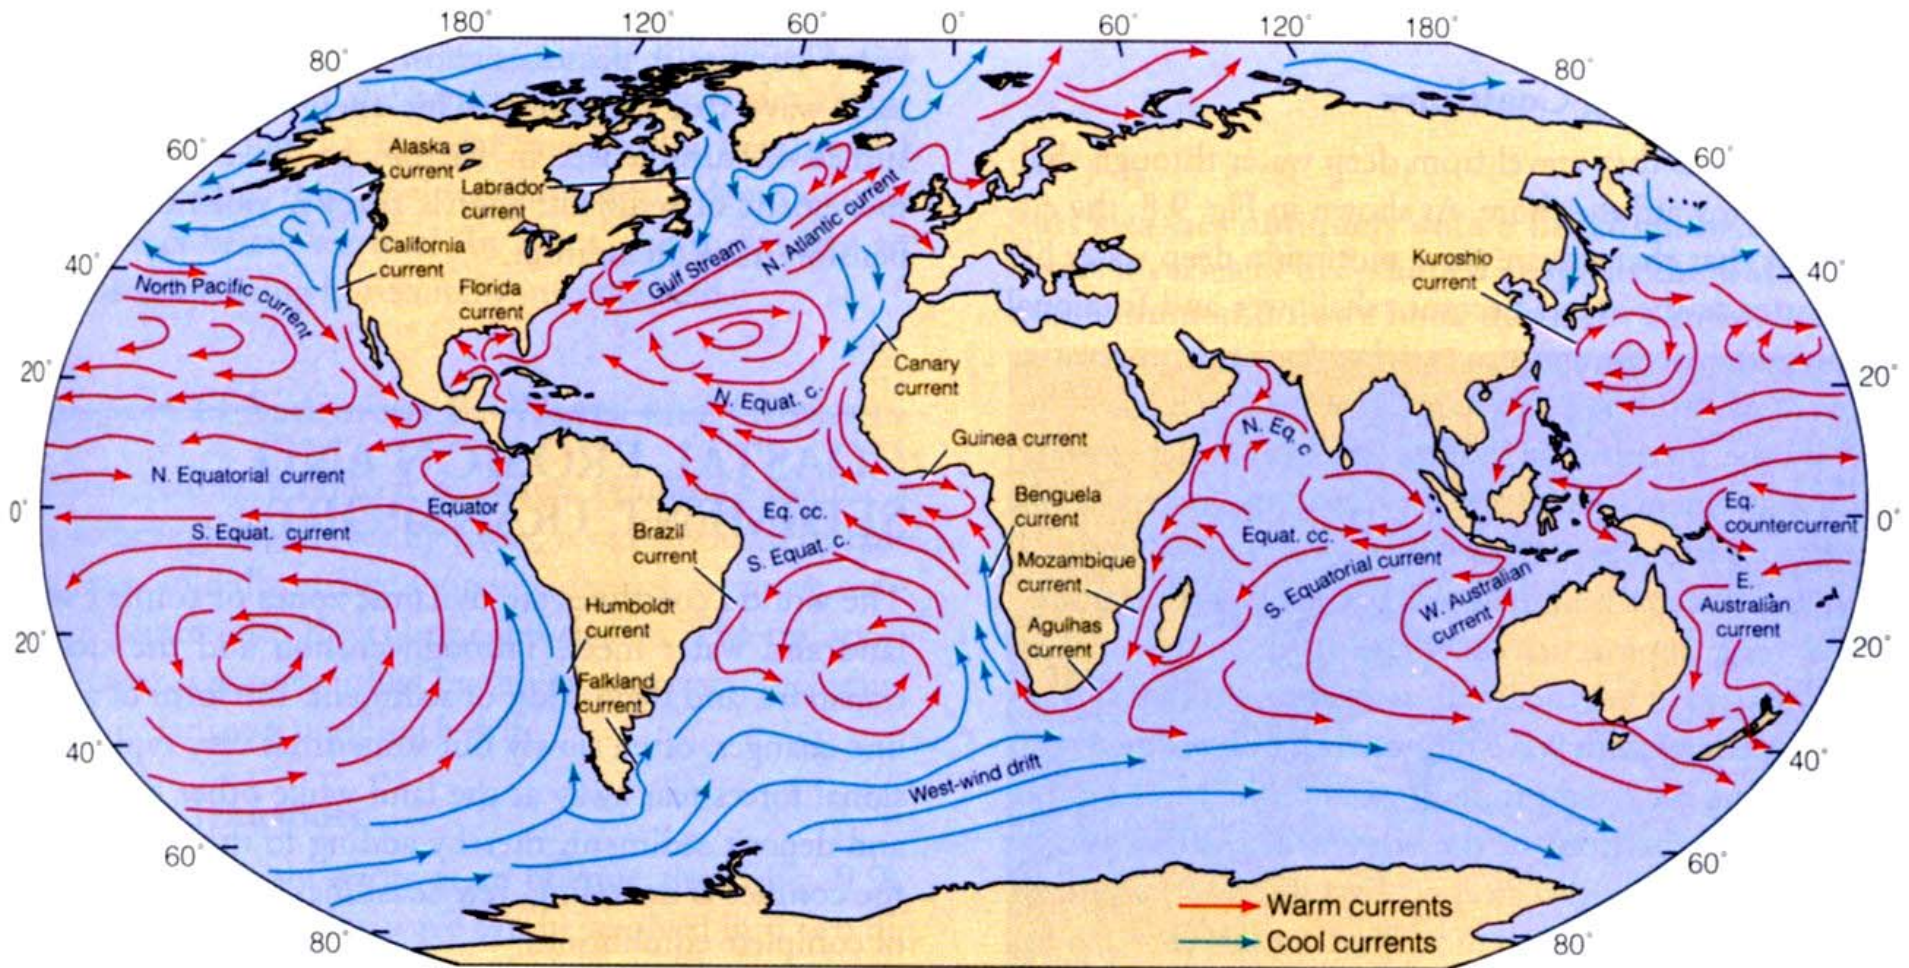 180° 120° 60° 0° 60° 120° 180°
80° 80°
60° 60°
40° 40°
20° 20°
0° 0°
20° 20°
40° 40°
60° 60°
80° 80°
Alaska
current
Labrador
current
California
current
North Pacific current
Florida
current
Gulf Stream
N. Atlantic current
Kuroshio
current
Canary
current
N. Equat. c.
Guinea current
N. Eq. c
N. Equatorial current
Equator
S. Equat. current
Brazil
current
Eq. cc.
S. Equat. c.
Benguela
current
Mozambique
current
Equat. cc.
S. Equatorial current
W. Australian
current
Eq.
countercurrent
E.
Australian
current
Humboldt
current
Agulhas
current
Falkland
current
West-wind drift
Warm currents
Cool currents